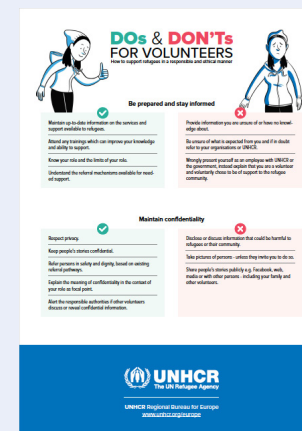 DOs & DON'Ts
FOR VOLUNTEERS
How to support refugees in a responsible and ethical manner
Be prepared and stay informed
Maintain up-to-date information on the services and
support available to refugees.
Attend any trainings which can improve your knowledge
and ability to support.
Know your role and the limits of your role.
Understand the referral mechanisms available for need-
ed support.
Provide information you are unsure of or have no knowl-
edge about.
Be unsure of what is expected from you and if in doubt
refer to your organisations or UNHCR.
Wrongly present yourself as an employee with UNHCR or
the government, instead explain that you are a volunteer
and voluntarily chose to be of support to the refugee
community.
Maintain confidentiality
Respect privacy.
Keep people's stories confidential.
Refer persons in safety and dignity, based on existing
referral pathways.
Explain the meaning of confidentiality in the context of
your role as focal point.
Alert the responsible authorities if other volunteers
discuss or reveal confidential information.
Disclose or discuss information that could be harmful to
refugees or their community.
Take pictures of persons - unless they invite you to do so.
Share people's stories publicly e.g. Facebook, web,
media or with other persons - including your family and
other volunteers.
UNHCR
The UN Refugee Agency
UNHCR Regional Bureau for Europe
www.unhcr.org/europe